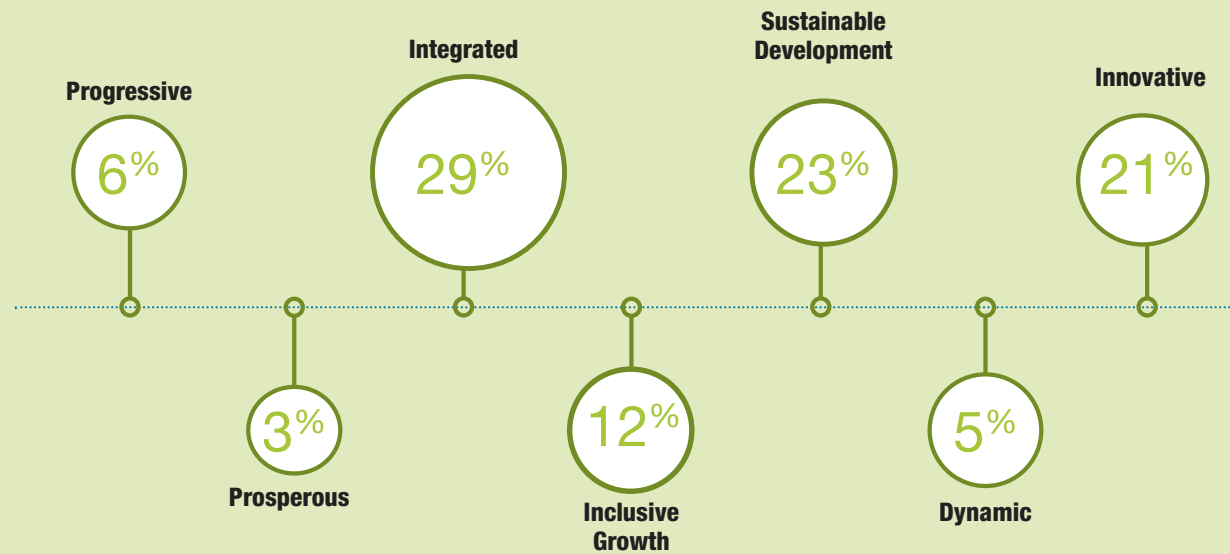 Progressive
6%
Prosperous
3%
Integrated
29%
Inclusive
Growth
12%
Sustainable
Development
23%
Dynamic
5%
Innovative
21%